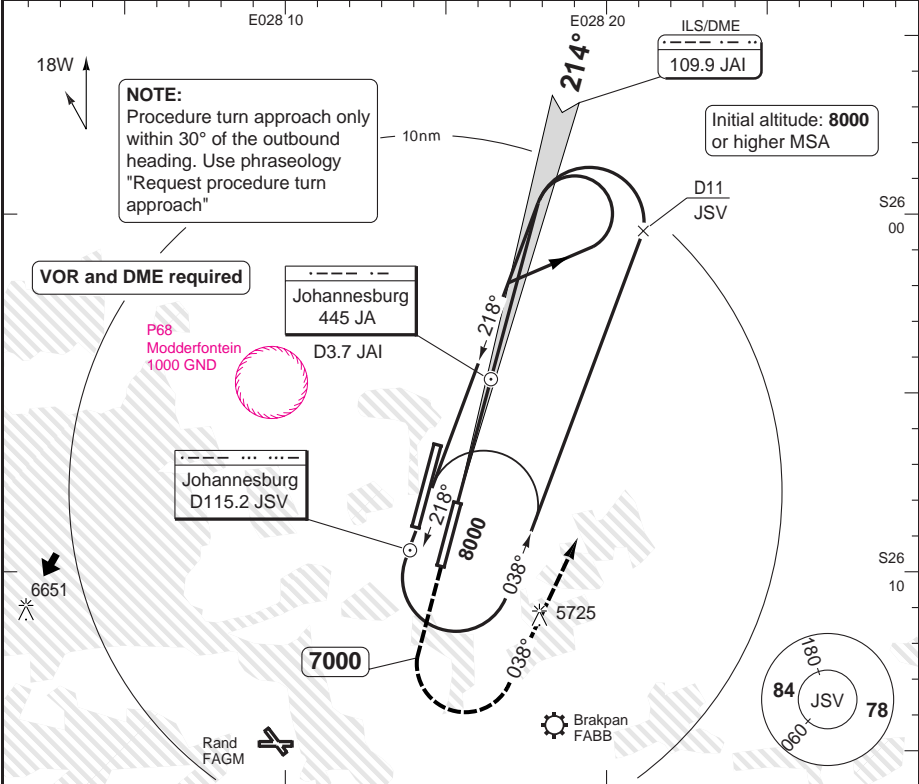 E028 10
E028 20
ILS/DME
109.9 JAI
214°
18W
NOTE:
Procedure turn approach only
within 30° of the outbound
heading. Use phraseology
"Request procedure turn
approach"
10nm
Initial altitude: 8000
or higher MSA
D11
JSV
S26
00
VOR and DME required
Johannesburg
445 JA
D3.7 JAI
218°
P68
Modderfontein
1000 GND
Johannesburg
D115.2 JSV
218°
8000
038°
S26
10
6651
5725
038°
7000
180
84
JSV
78
060
Rand
FAGM
Brakpan
FABB